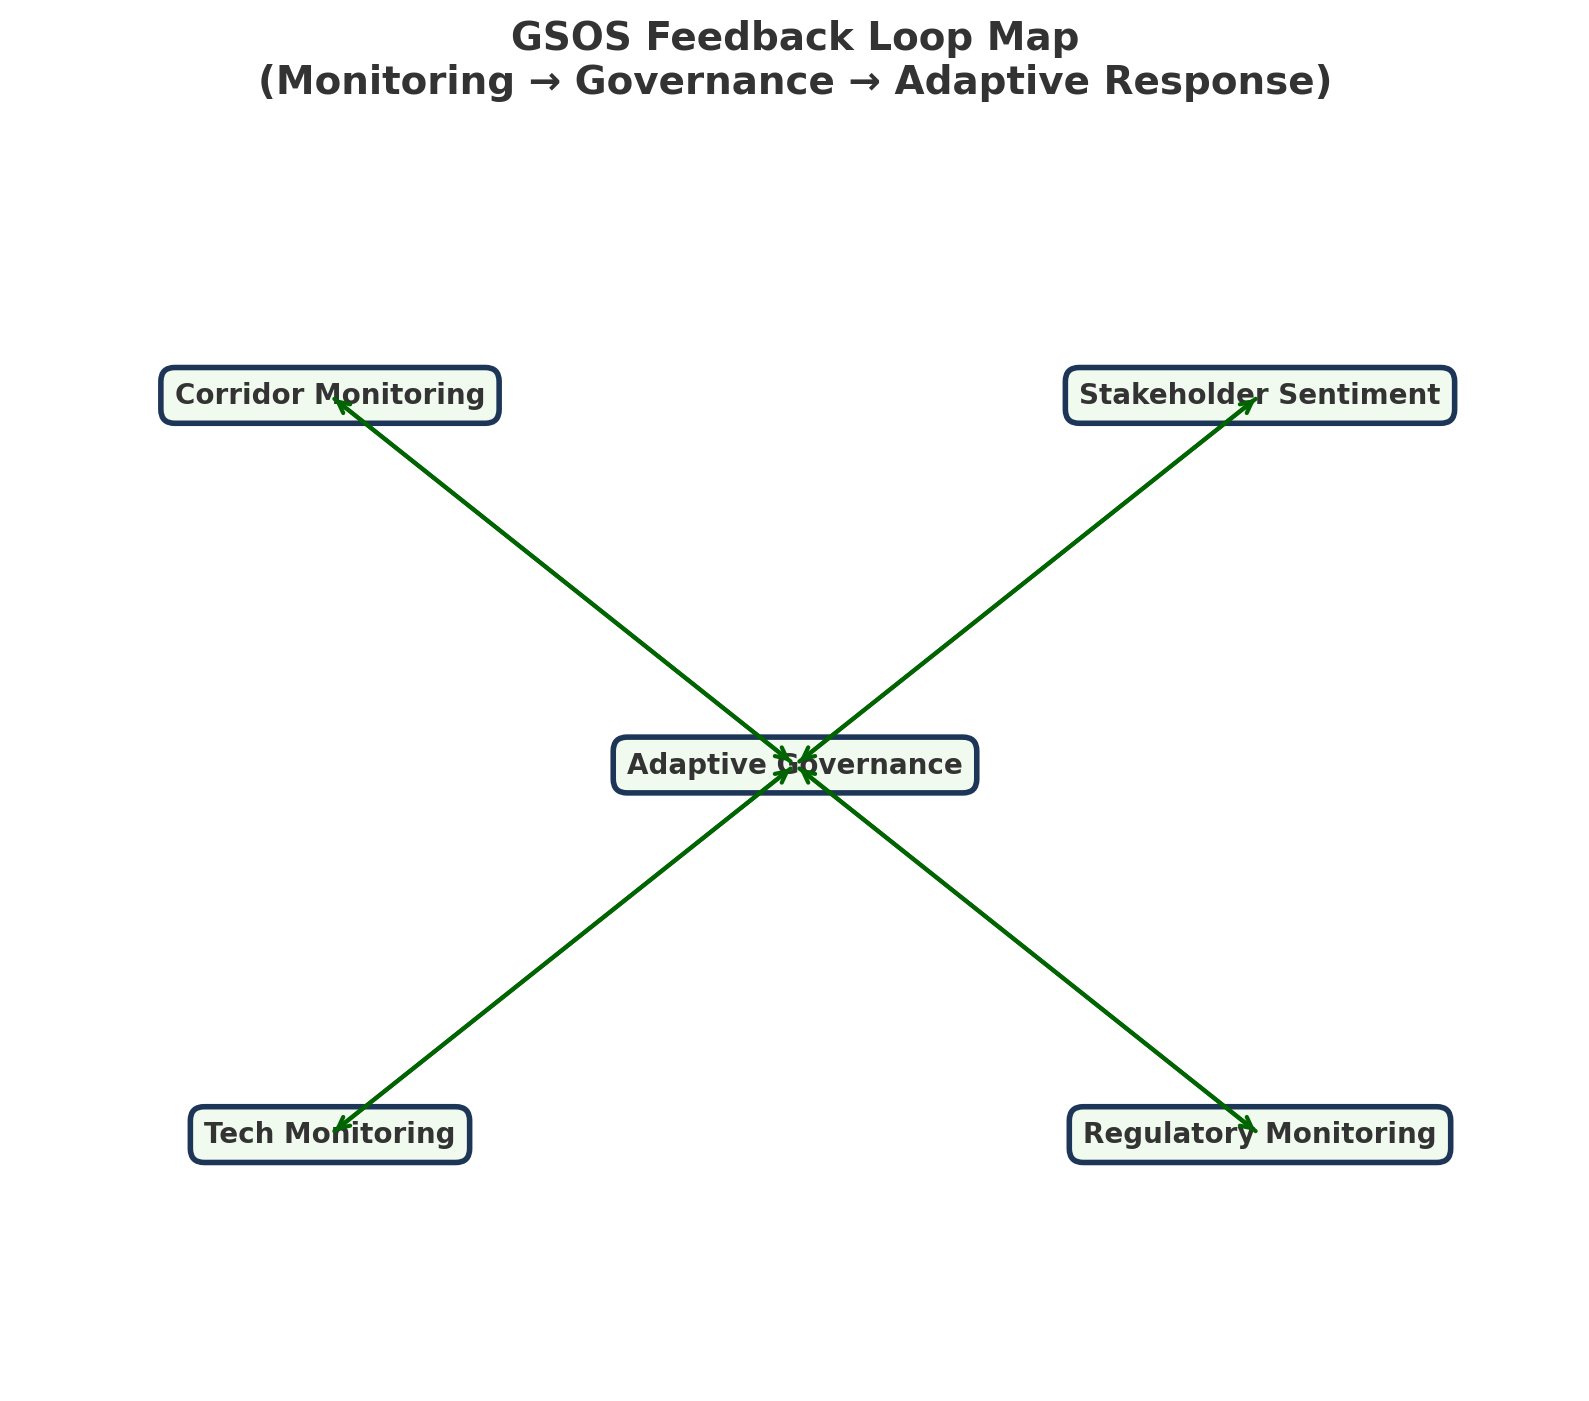 GSOS Feedback Loop Map
(Monitoring → Governance → Adaptive Response)
Corridor Monitoring
Stakeholder Sentiment
Adaptive Governance
Tech Monitoring
Regulatory Monitoring